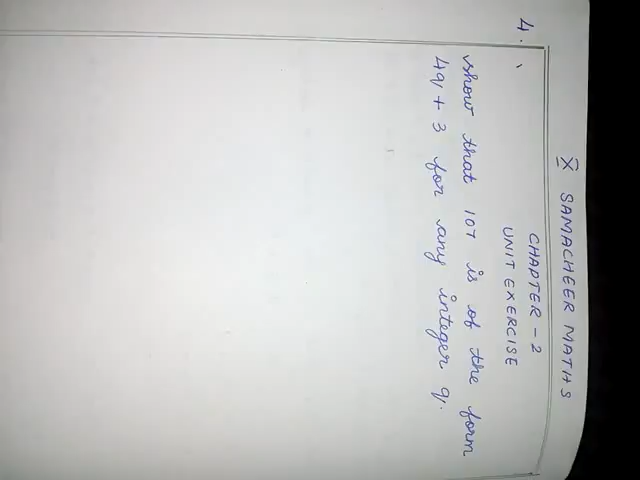 X SAMACHEER MATHS
CHAPTER - 2
UNIT EXERCISE
4.
show that 107 is of the form
4q + 3 for any integer q.